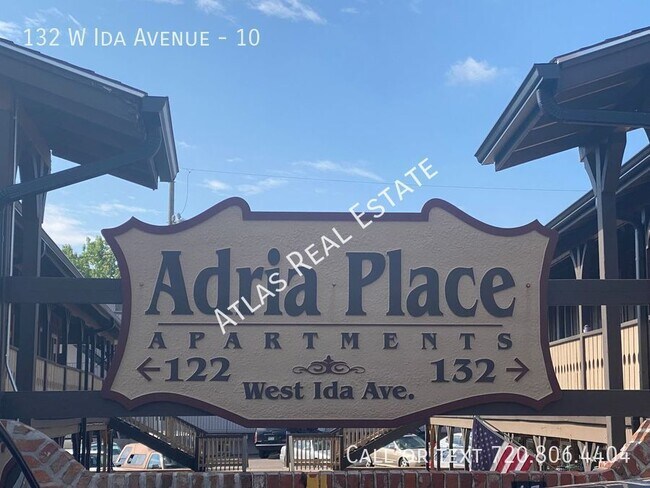 132 W Ida Avenue - 10
Atlas Real Estate
Adria Place
APARTMENTS
←122 132→
West Ida Ave.
Call or text 720.806.4404